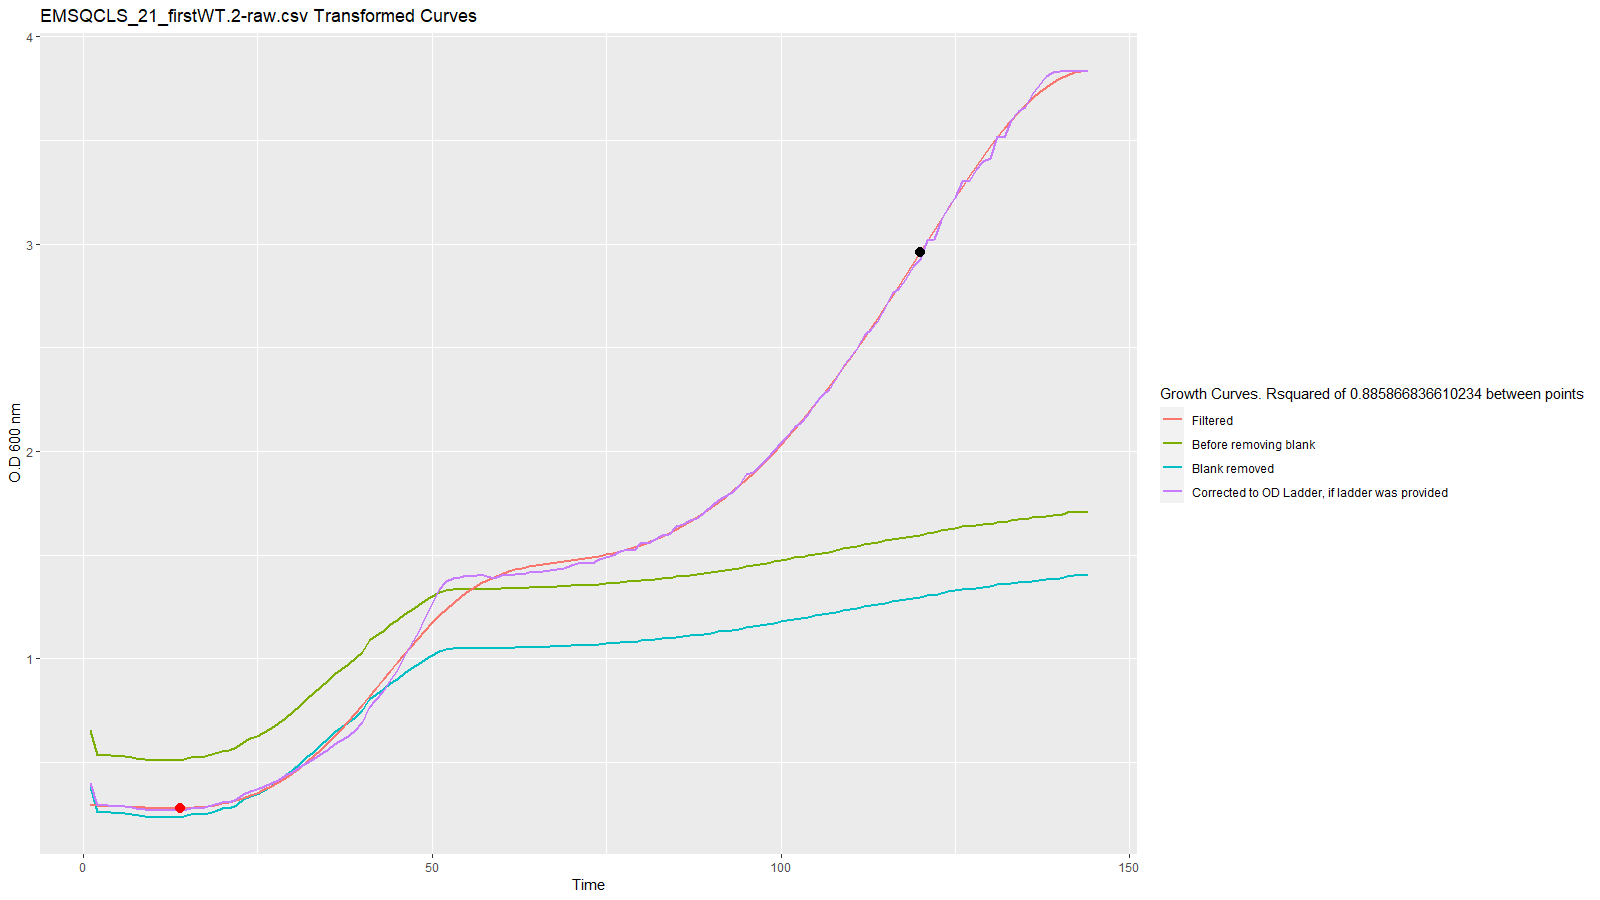 EMSQCLS_21_firstWT.2-raw.csv Transformed Curves
4
3
2
1
O.D 600 nm
0
50
100
150
Time
Growth Curves. Rsquared of 0.885866836610234 between points
Filtered
Before removing blank
Blank removed
Corrected to OD Ladder, if ladder was provided